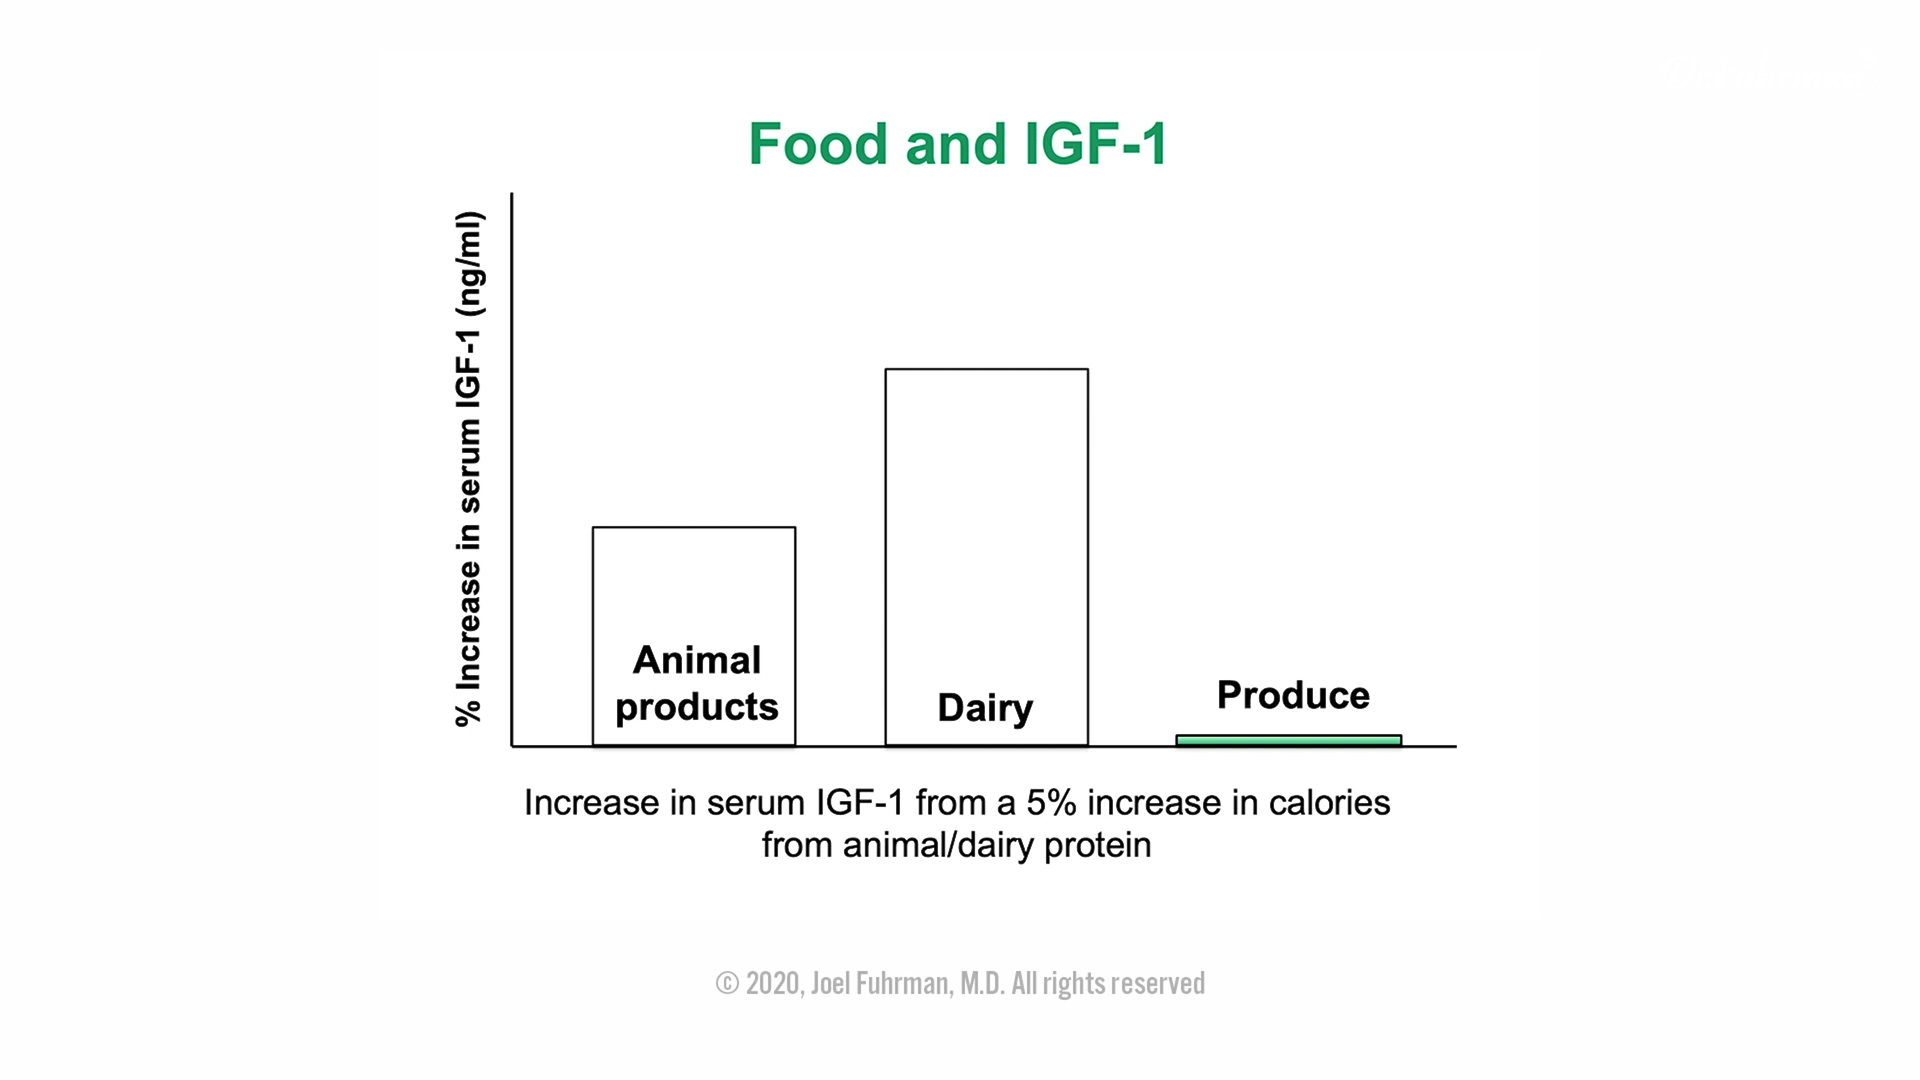 Food and IGF-1
% Increase in serum IGF-1 (ng/ml)
Animal
products
Dairy
Produce
Increase in serum IGF-1 from a 5% increase in calories
from animal/dairy protein
© 2020, Joel Fuhrman, M.D. All rights reserved